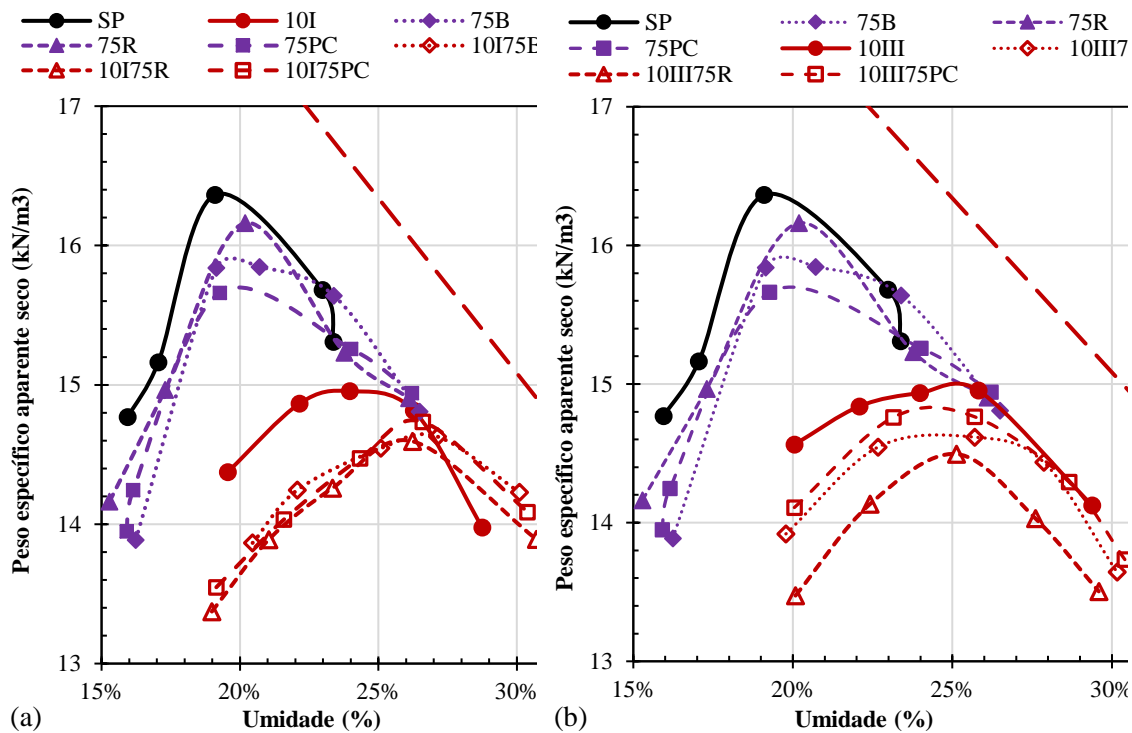 SP 10I 75B
75R 75PC 10I75B
10I75R 10I75PC
17
16
15
14
13
15% 20% 25% 30%
Peso específico aparente seco (kN/m3)
Umidade (%)
(a)
SP 75B 75R
75PC 10III 10III7
10III75R 10III75PC
17
16
15
14
13
15% 20% 25% 30%
Peso específico aparente seco (kN/m3)
Umidade (%)
(b)